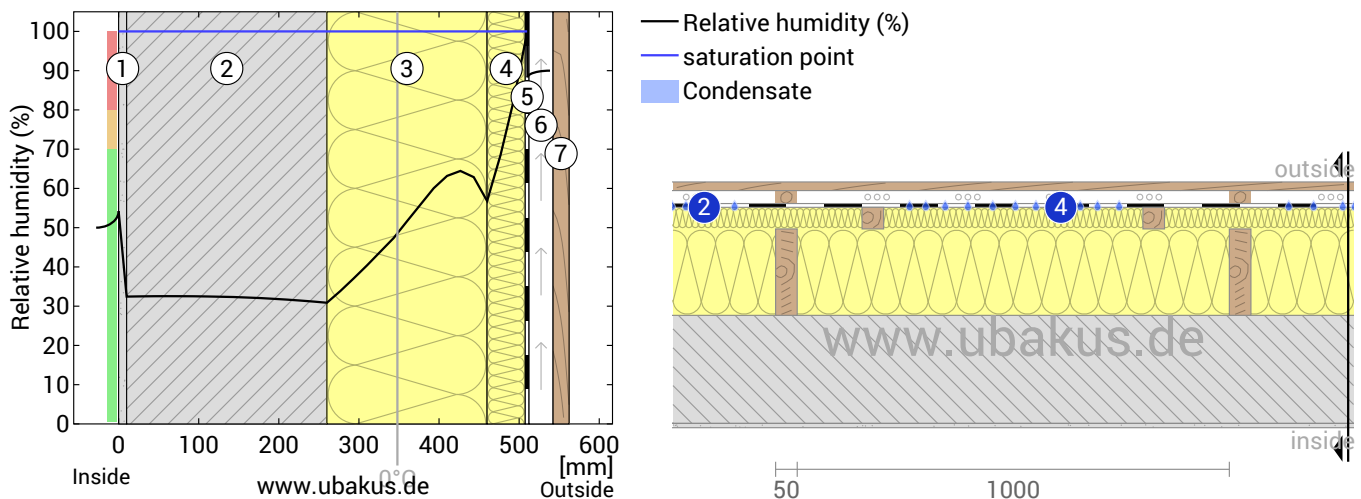 Relative humidity (%)
100
90
80
70
60
50
40
30
20
10
0
1
2
3
4
5
6
7
0 100 200 300 400 500 600
[mm]
Inside
0°C
www.ubakus.de
Outside
Relative humidity (%)
saturation point
Condensate
outside
2
4
www.ubakus.de
inside
50
1000